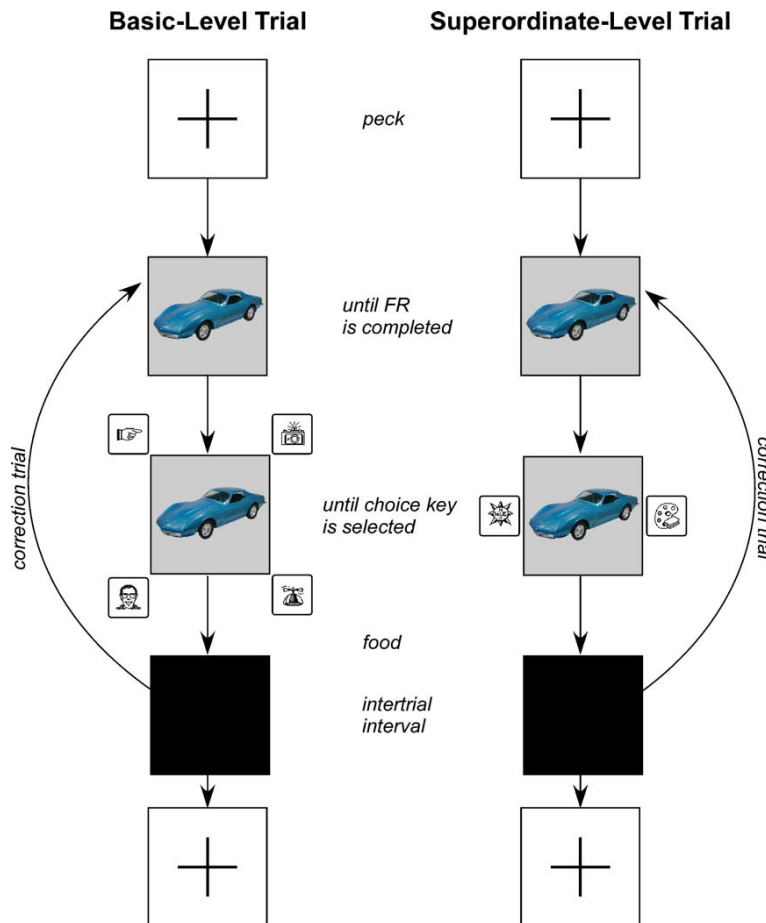 Basic-Level Trial
Superordinate-Level Trial
peck
until FR
is completed
correction trial
correction trial
until choice key
is selected
food
intertrial
interval